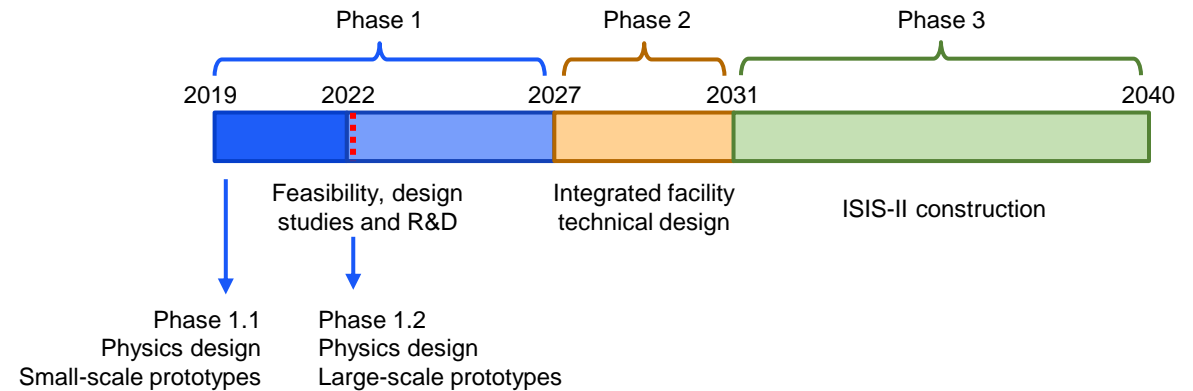 Phase 1
Phase 2
Phase 3
2019
2022
2027
2031
2040
Feasibility, design
studies and R&D
Integrated facility
technical design
ISIS-II construction
Phase 1.1
Physics design
Small-scale prototypes
Phase 1.2
Physics design
Large-scale prototypes